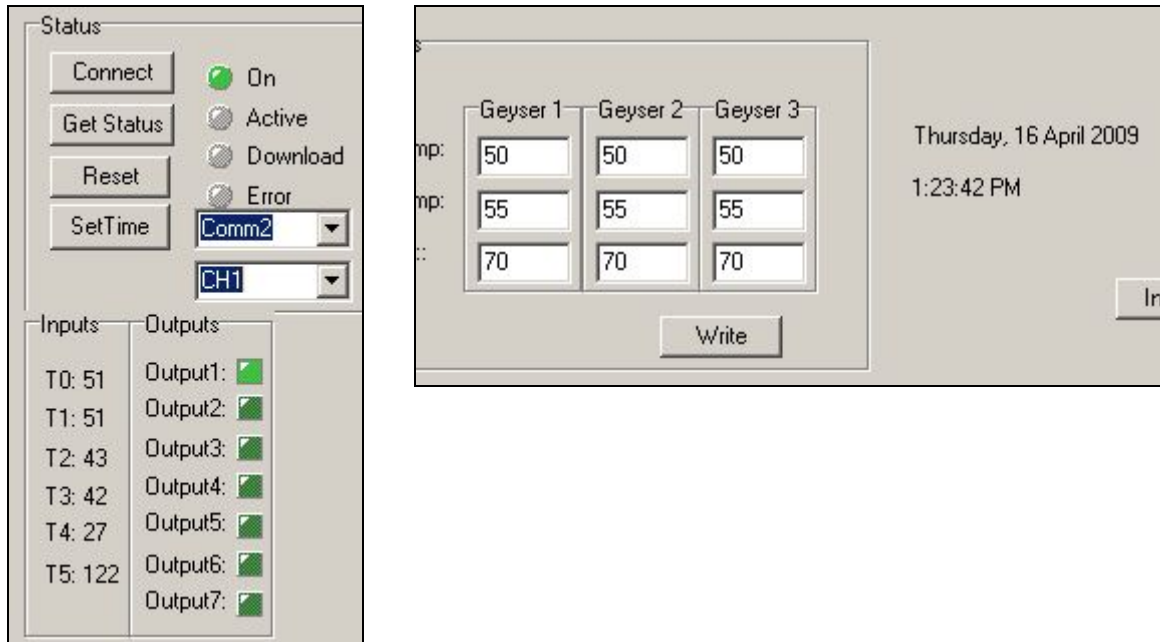 Status
Connect
On
Get Status
Active
Download
Reset
Error
SetTime
Comm2
CH1
Inputs Outputs
T0: 51
Output1:
T1: 51
Output2:
T2: 43
Output3:
T3: 42
Output4:
T4: 27
Output5:
T5: 122
Output6:
Output7:
s
Geyser 1 Geyser 2 Geyser 3
mp: 50 50 50
mp: 55 55 55
: 70 70 70
Write
Thursday, 16 April 2009
1:23:42 PM
In